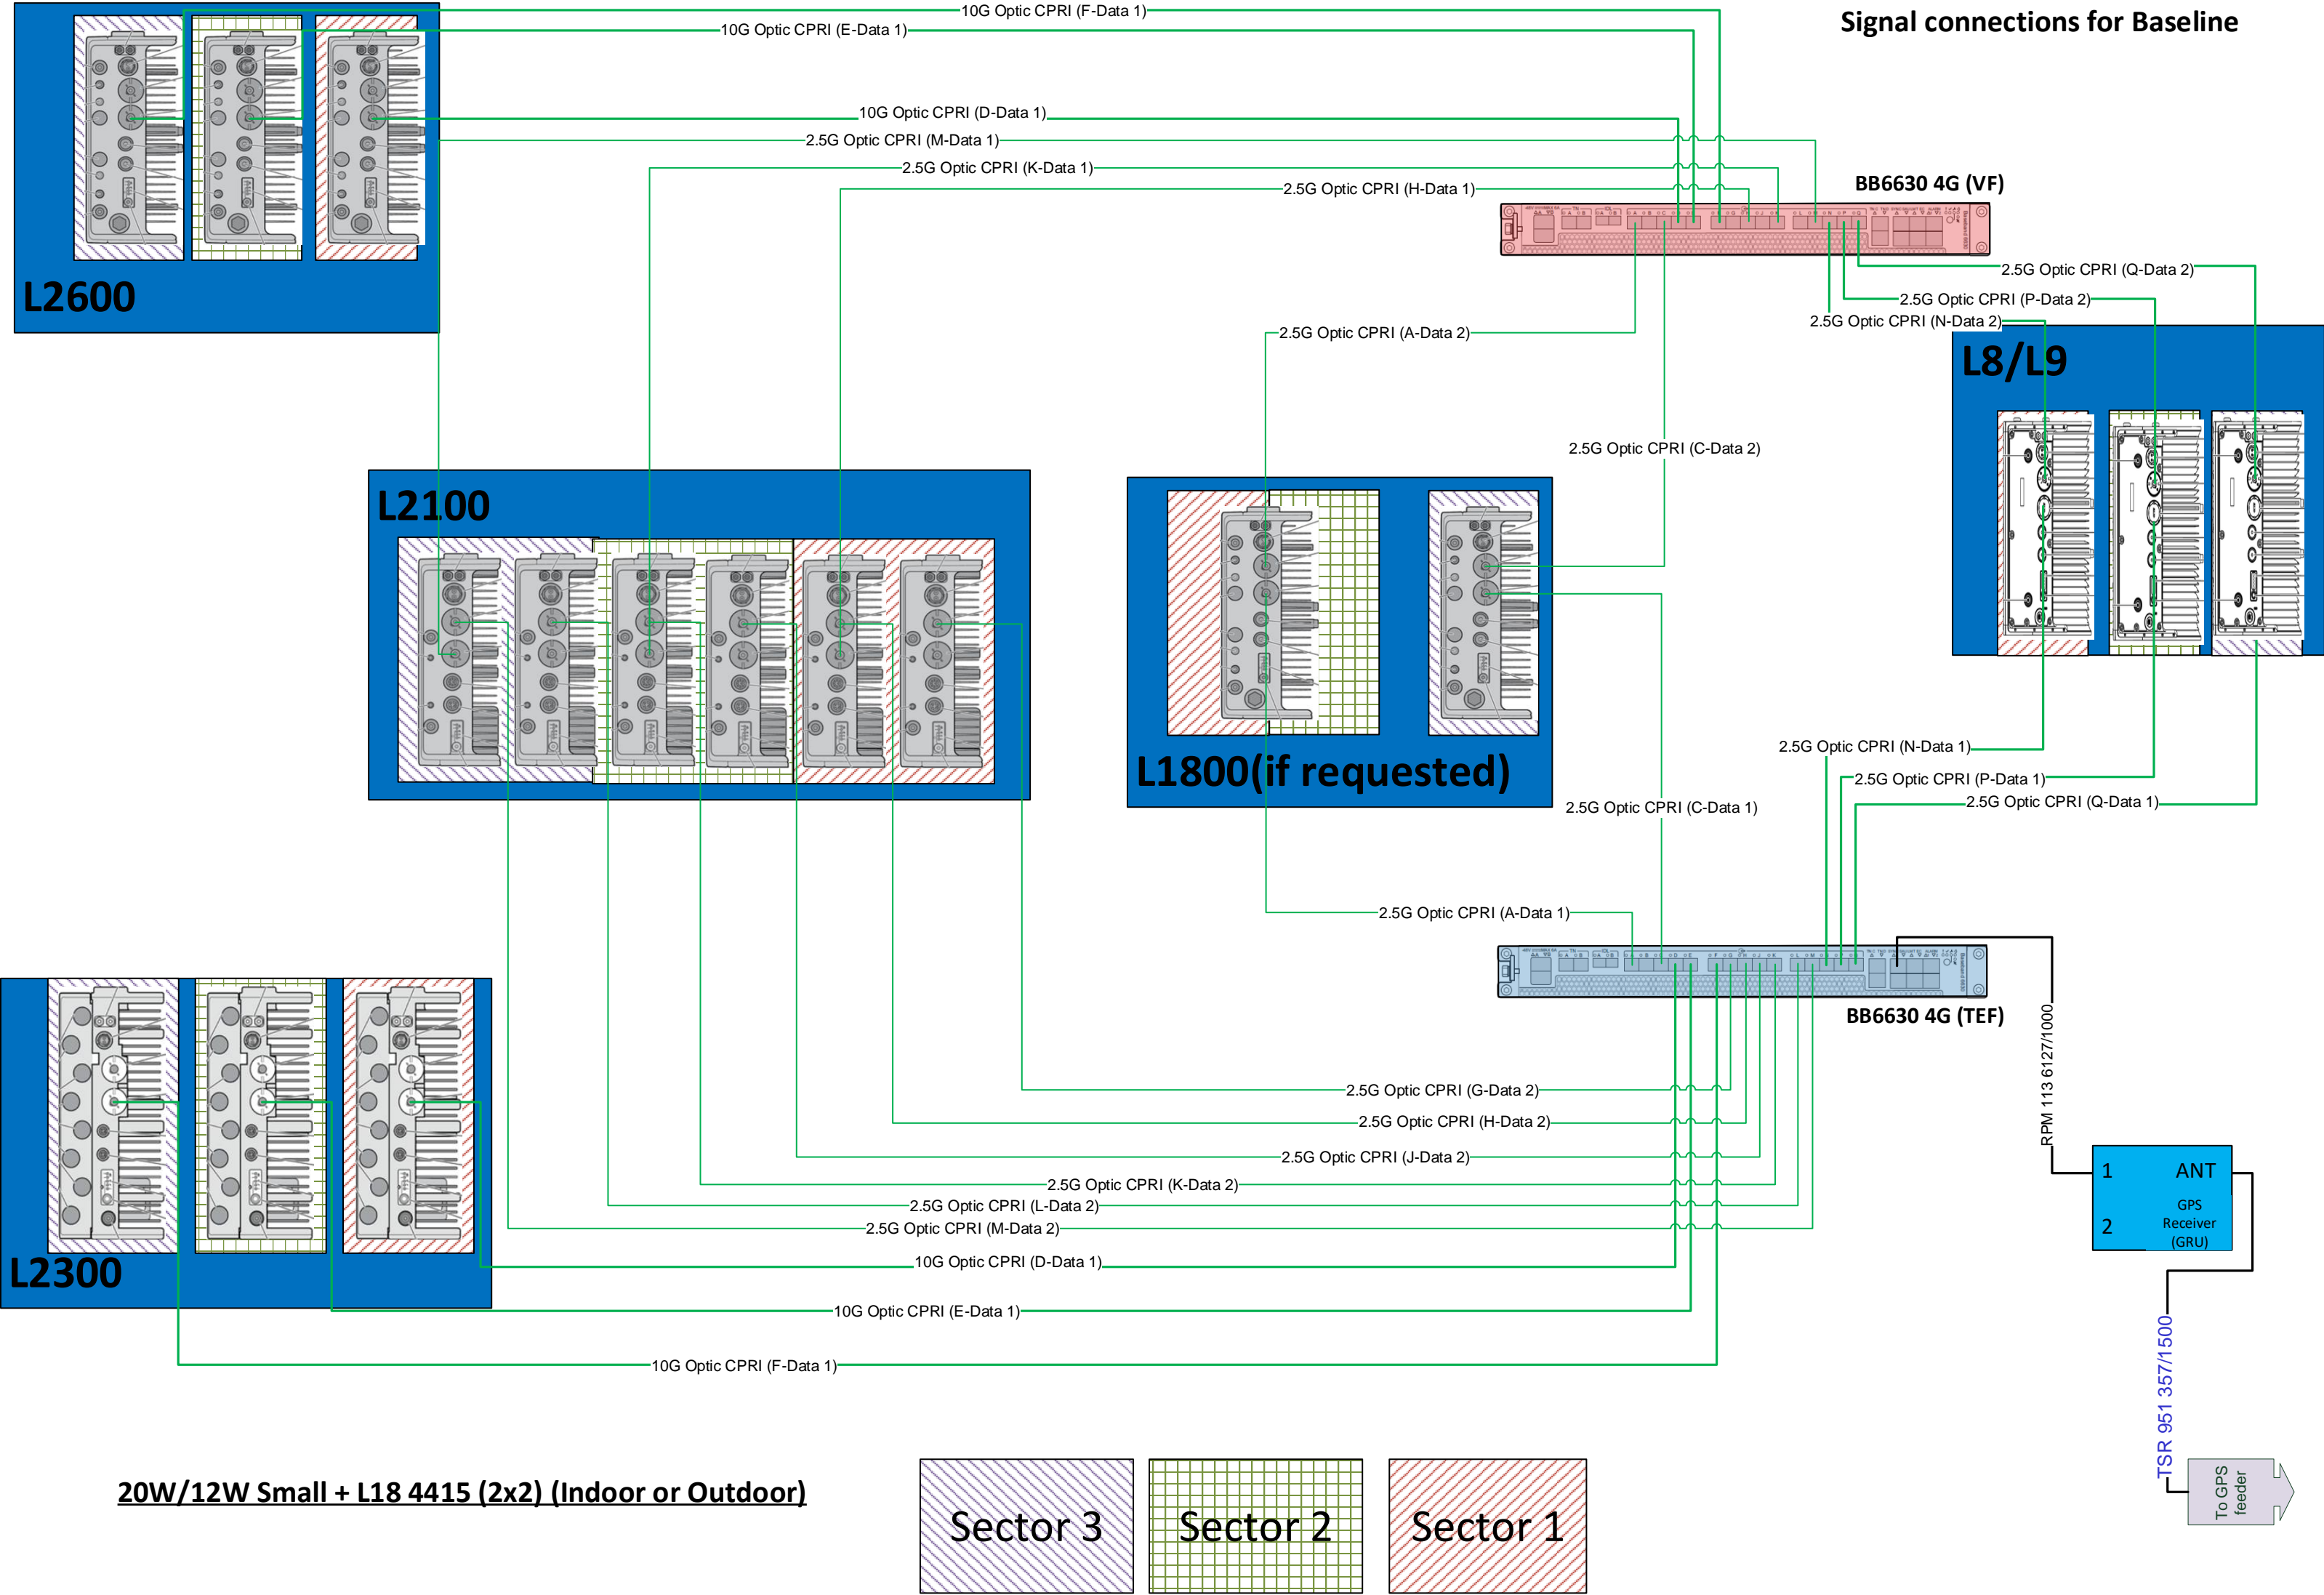 Signal connections for Baseline
10G Optic CPRI (F-Data 1)
10G Optic CPRI (E-Data 1)
10G Optic CPRI (D-Data 1)
2.5G Optic CPRI (M-Data 1)
2.5G Optic CPRI (K-Data 1)
2.5G Optic CPRI (H-Data 1)
BB6630 4G (VF)
Baseband 6630
L2600
2.5G Optic CPRI (Q-Data 2)
2.5G Optic CPRI (P-Data 2)
2.5G Optic CPRI (N-Data 2)
2.5G Optic CPRI (A-Data 2)
L8/L9
2.5G Optic CPRI (C-Data 2)
L2100
L1800(if requested)
2.5G Optic CPRI (N-Data 1)
2.5G Optic CPRI (P-Data 1)
2.5G Optic CPRI (Q-Data 1)
2.5G Optic CPRI (C-Data 1)
2.5G Optic CPRI (A-Data 1)
Baseband 6630
BB6630 4G (TEF)
RPM 113 6127/1000
2.5G Optic CPRI (G-Data 2)
2.5G Optic CPRI (H-Data 2)
2.5G Optic CPRI (J-Data 2)
2.5G Optic CPRI (K-Data 2)
2.5G Optic CPRI (L-Data 2)
2.5G Optic CPRI (M-Data 2)
1 ANT
GPS
Receiver
2
(GRU)
L2300
10G Optic CPRI (D-Data 1)
10G Optic CPRI (E-Data 1)
10G Optic CPRI (F-Data 1)
TSR 951 357/1500
To GPS
feeder
20W/12W Small + L18 4415 (2x2) (Indoor or Outdoor)
Sector 3
Sector 2
Sector 1